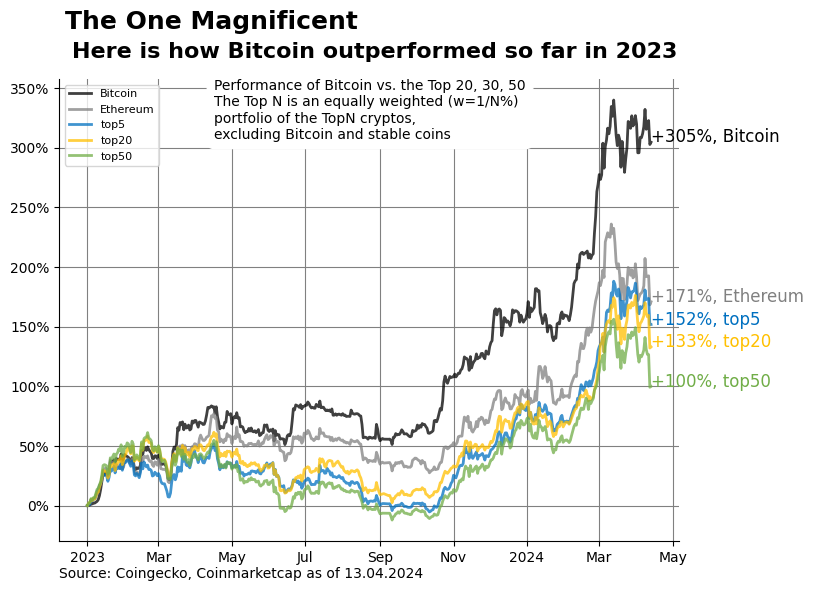 The One Magnificent
Here is how Bitcoin outperformed so far in 2023
350%
300%
250%
200%
150%
100%
50%
0%
Bitcoin
Ethereum
top5
top20
top50
Performance of Bitcoin vs. the Top 20, 30, 50
The Top N is an equally weighted (w=1/N%)
portfolio of the TopN cryptos,
excluding Bitcoin and stable coins
+305%, Bitcoin
+171%, Ethereum
+152%, top5
+133%, top20
+100%, top50
2023 Mar May Jul Sep Nov 2024 Mar May
Source: Coingecko, Coinmarketcap as of 13.04.2024